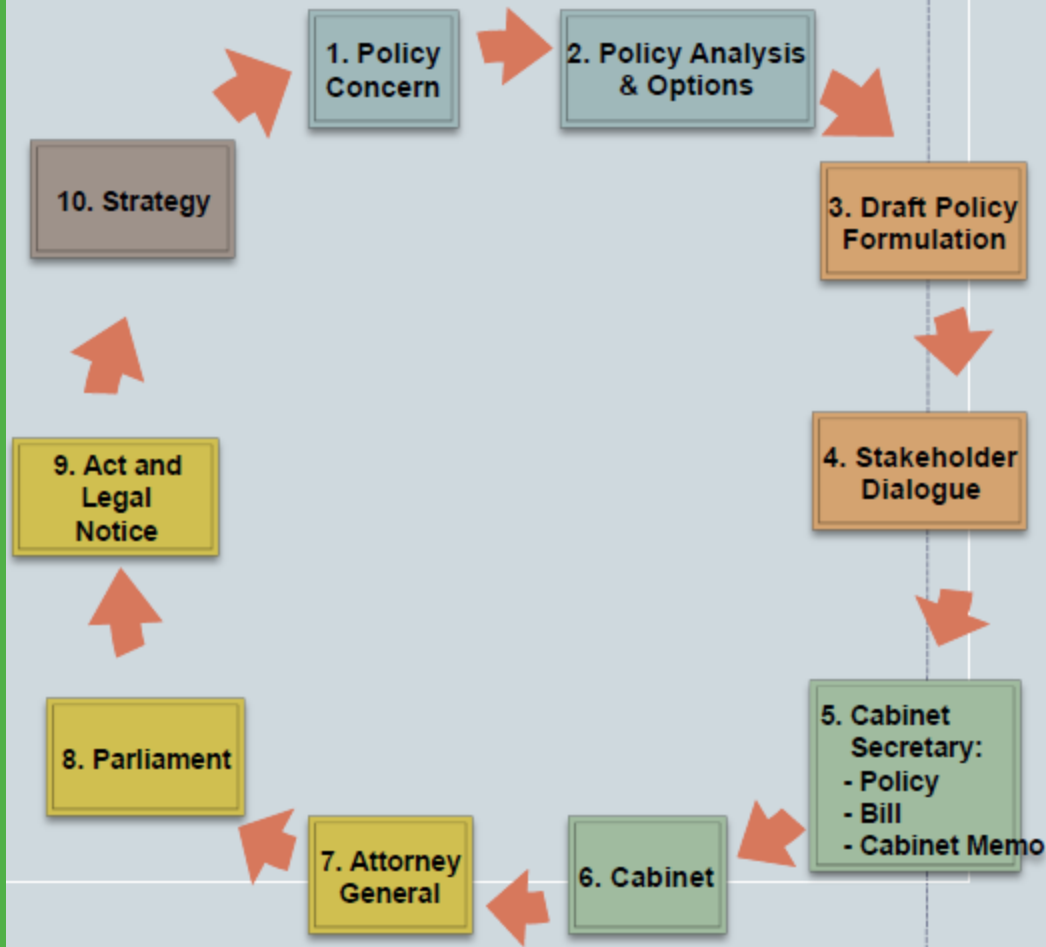 1. Policy
Concern
2. Policy Analysis
& Options
3. Draft Policy
Formulation
4. Stakeholder
Dialogue
5. Cabinet
Secretary:
- Policy
- Bill
- Cabinet Memo
6. Cabinet
7. Attorney
General
8. Parliament
9. Act and
Legal
Notice
10. Strategy